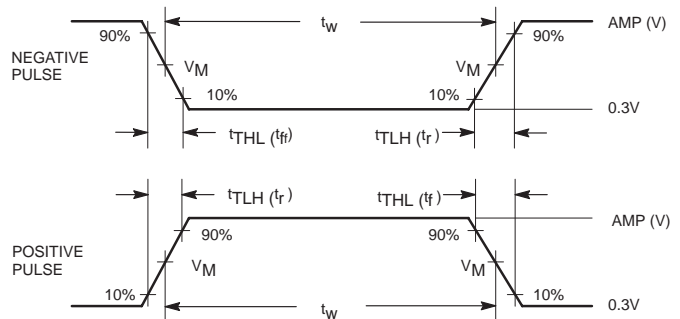 tw
AMP (V)
90%
90%
NEGATIVE
PULSE
VM
VM
10%
10%
0.3V
tTHL (tff)
tTLH (tr)
tTLH (tr)
tTHL (tf)
AMP (V)
90%
90%
POSITIVE
PULSE
VM
VM
10%
10%
tw
0.3V